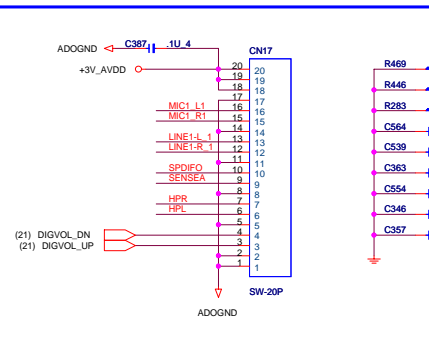 ADOGND C387 .1U_4 CN17
+3V_AVDD 20 20
19 19
18 18
17 17
MIC1_L1 16 16
MIC1_R1 15 15
14 14
LINE1-L_1 13 13
LINE1-R_1 12 12
11 11
SPDIFO 10 10
SENSEA 9 9
8 8
HPR 7 7
HPL 6 6
5 5
(21) DIGVOL_DN 4 4
(21) DIGVOL_UP 3 3
2 2
1 1
SW-20P
ADOGND
R469
R446
R283
C564
C539
C363
C554
C346
C357